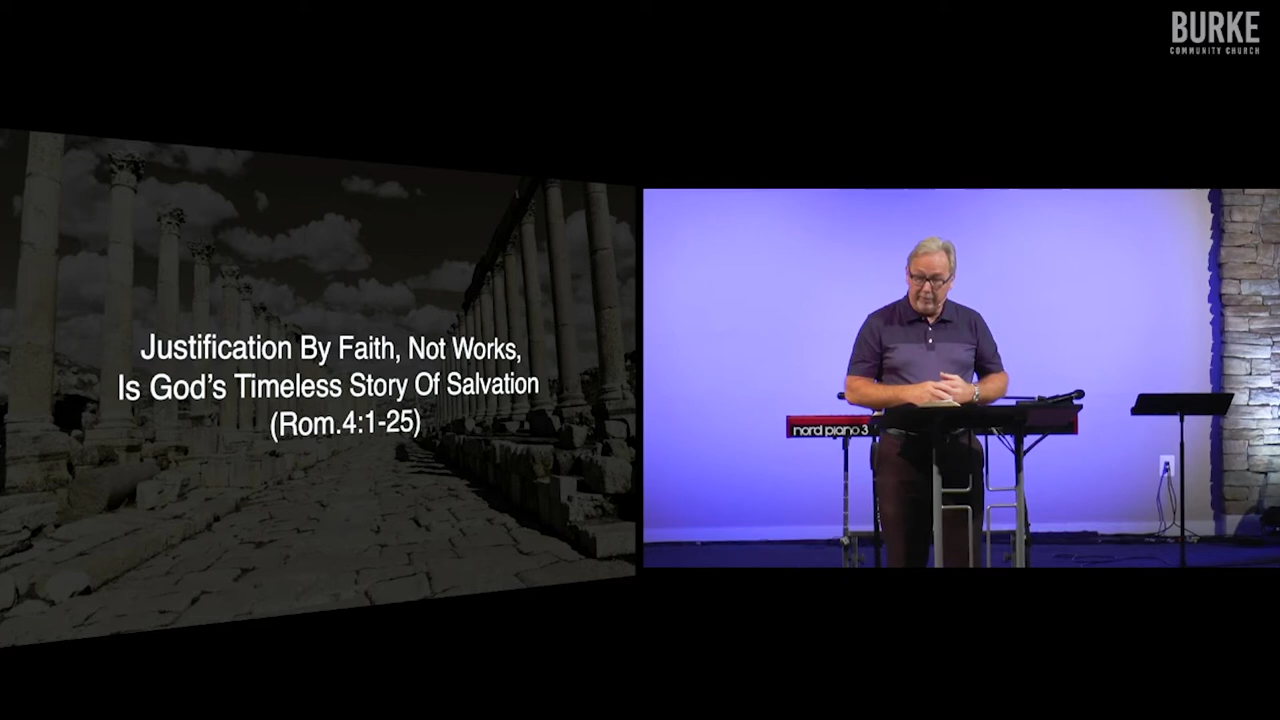 BURKE
COMMUNITY CHURCH
Justification By Faith, Not Works,
Is God's Timeless Story Of Salvation
(Rom.4:1-25)
nord piano 3